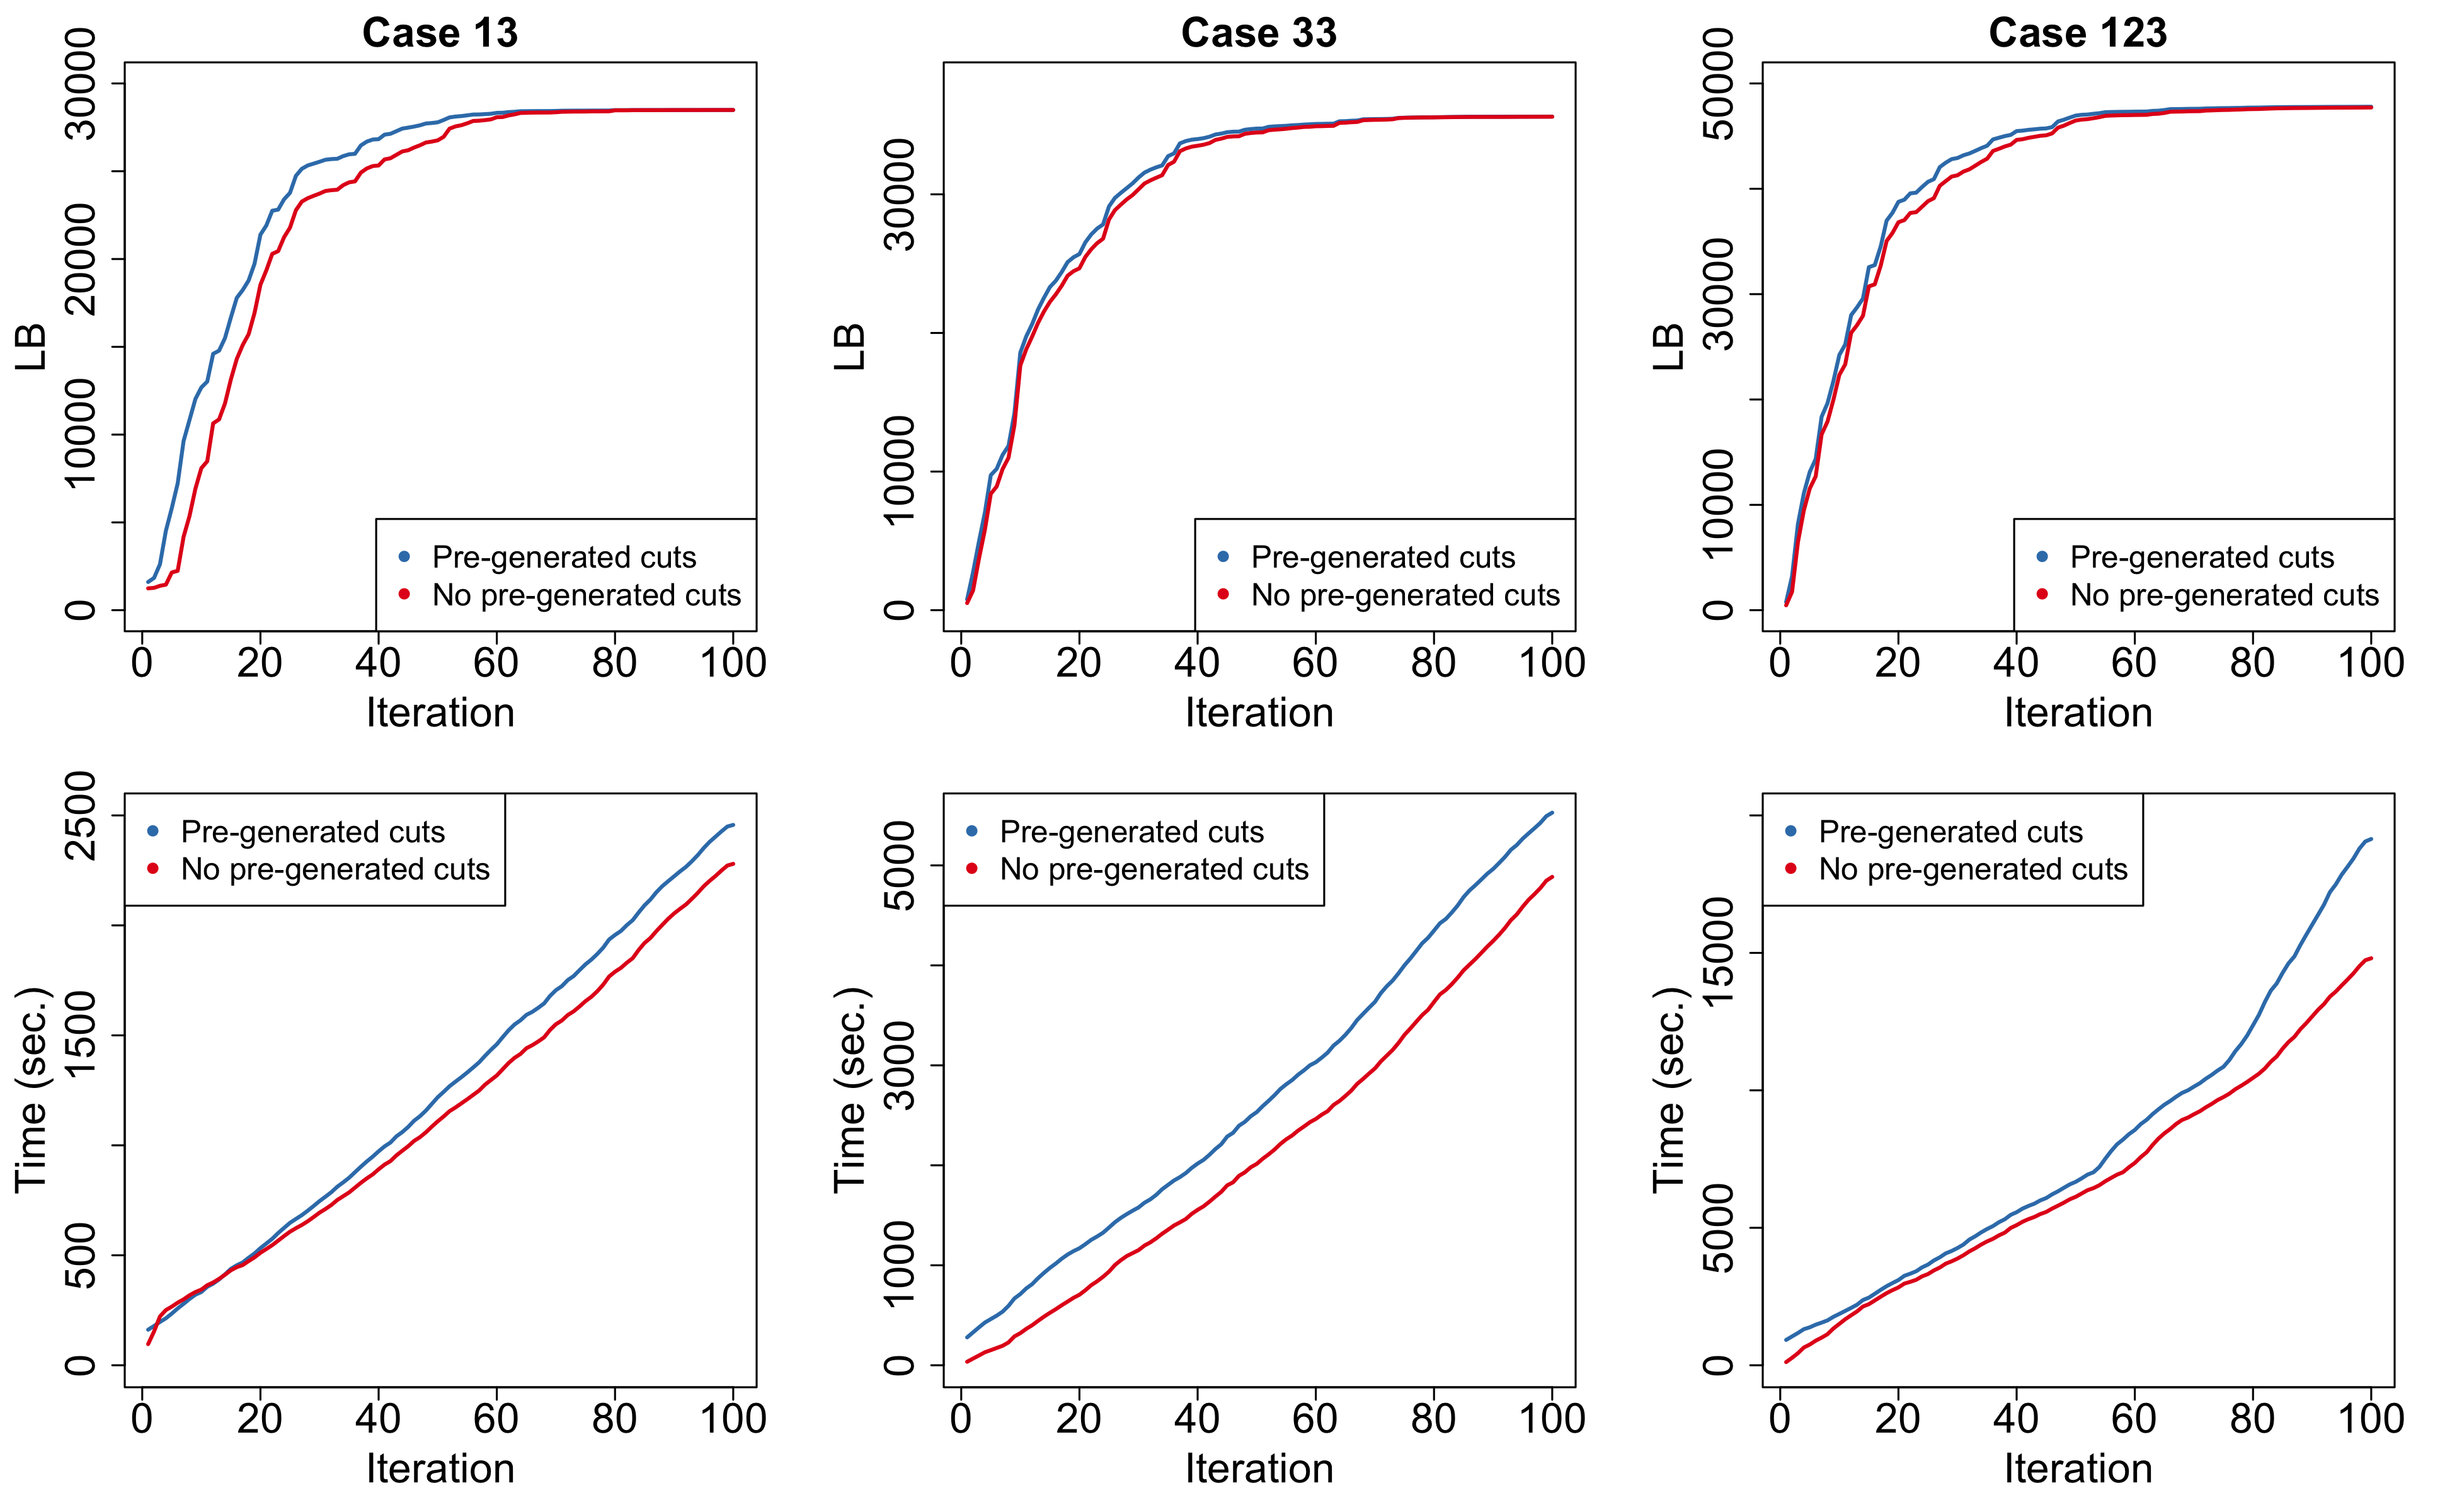 Case 13
LB
30000
20000
10000
0
Pre-generated cuts
No pre-generated cuts
0 20 40 60 80 100
Iteration
Case 33
LB
30000
10000
0
Pre-generated cuts
No pre-generated cuts
0 20 40 60 80 100
Iteration
Case 123
LB
50000
30000
10000
0
Pre-generated cuts
No pre-generated cuts
0 20 40 60 80 100
Iteration
Time (sec.)
2500
1500
500
0
Pre-generated cuts
No pre-generated cuts
0 20 40 60 80 100
Iteration
Time (sec.)
5000
3000
1000
0
Pre-generated cuts
No pre-generated cuts
0 20 40 60 80 100
Iteration
Time (sec.)
15000
5000
0
Pre-generated cuts
No pre-generated cuts
0 20 40 60 80 100
Iteration